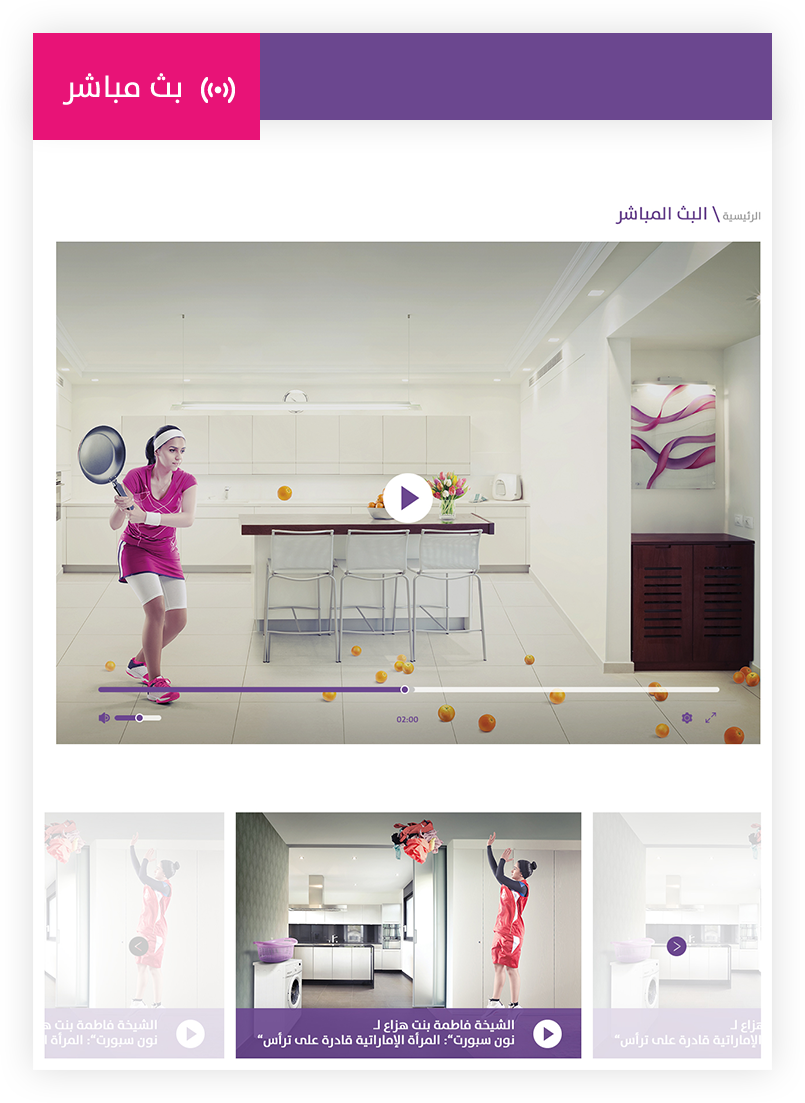 بث مباشر
الرئيسية \ البث المباشر
02:00
الشيخة فاطمة بنت هزاع لـ
نون سبورت“: المرأة الإماراتية قادرة على ترأس“
الشيخة فاطمة بنت هزاع لـ
نون سبورت“: المرأة
هزاع لـ
الإماراتية قادرة على ترأس“